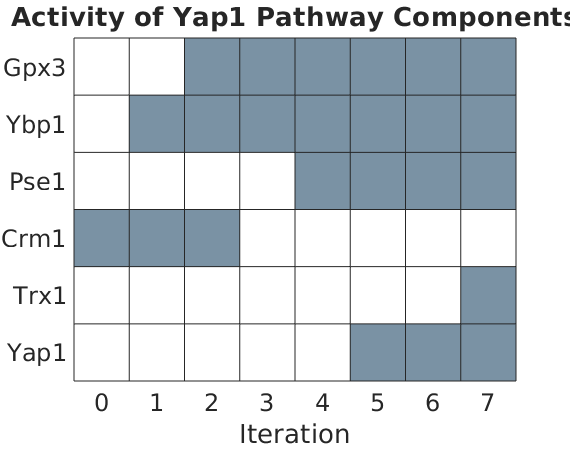 Activity of Yap1 Pathway Components
Gpx3
Ybp1
Pse1
Crm1
Trx1
Yap1
0 1 2 3 4 5 6 7
Iteration